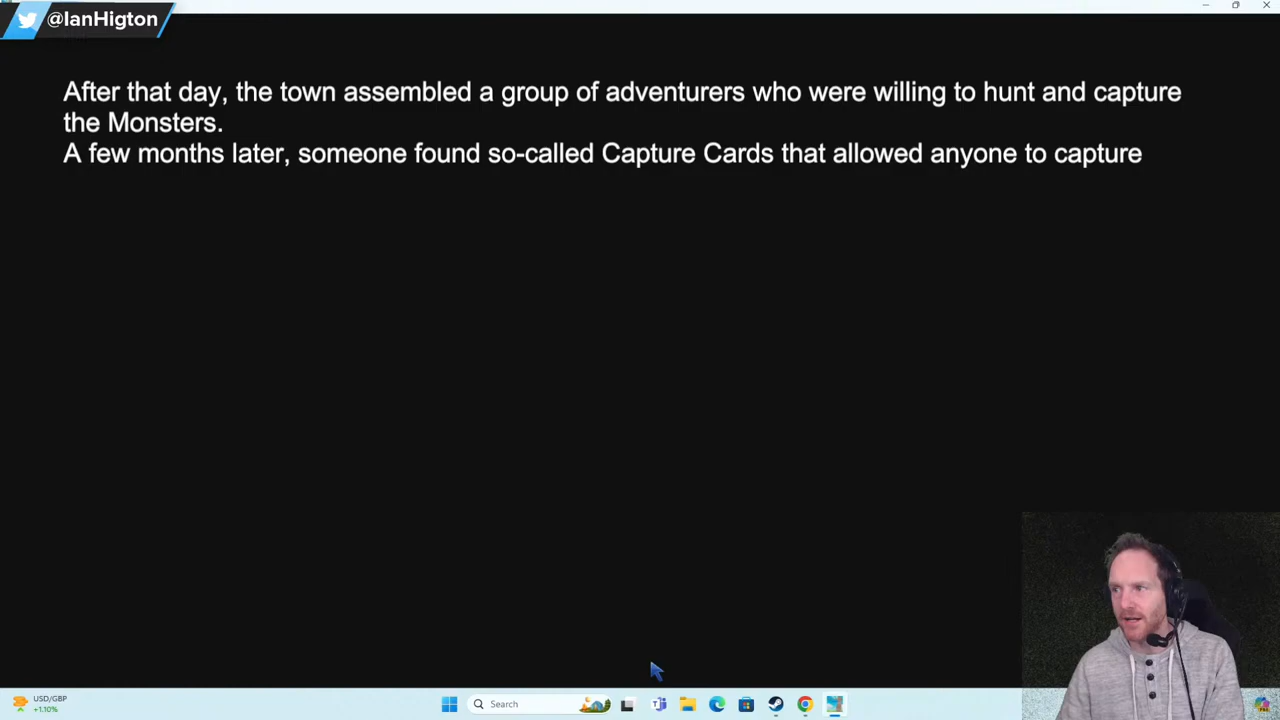 @IanHigton
After that day, the town assembled a group of adventurers who were willing to hunt and capture
the Monsters.
A few months later, someone found so-called Capture Cards that allowed anyone to capture
USD/GBP
+1.10%
Search